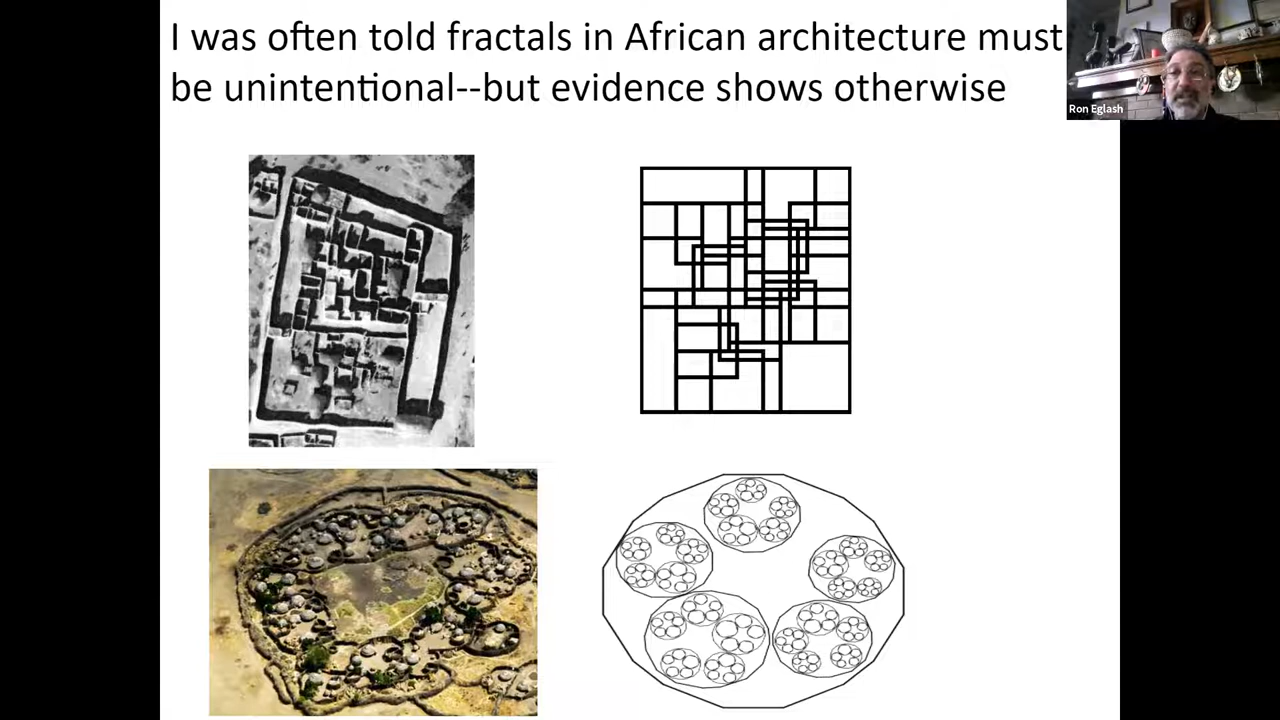 I was often told fractals in African architecture must
be unintentional--but evidence shows otherwise
Ron Eglash